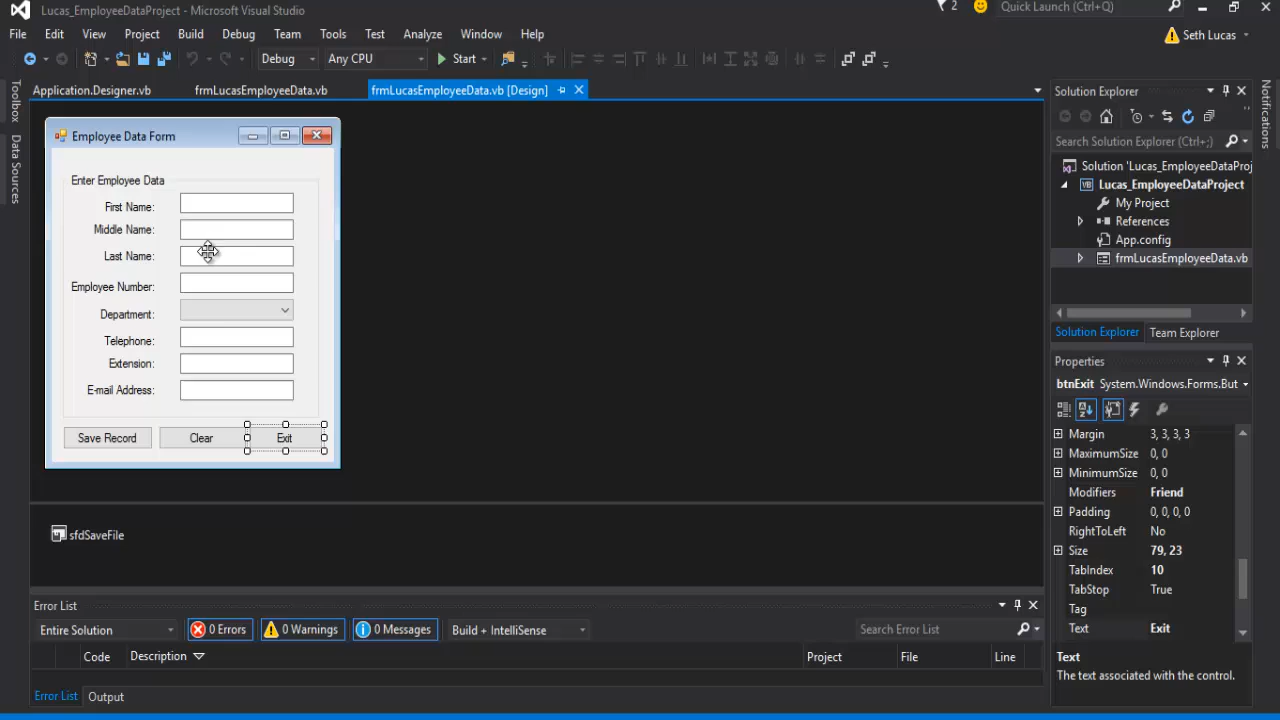 Lucas_EmployeeDataProject - Microsoft Visual Studio
2
Quick Launch (Ctrl+Q)
File Edit View Project Build Debug Team Tools Test Analyze Window Help
Seth Lucas
Debug Any CPU Start
Toolbox
Data Sources
Application.Designer.vb frmLucasEmployeeData.vb frmLucasEmployeeData.vb [Design]
Employee Data Form
Enter Employee Data
First Name:
Middle Name:
Last Name:
Employee Number:
Department:
Telephone:
Extension:
E-mail Address:
Save Record Clear Exit
sfdSaveFile
Error List
Entire Solution 0 Errors 0 Warnings 0 Messages Build + IntelliSense Search Error List
Code Description Project File Line
Error List Output
Solution Explorer
Search Solution Explorer (Ctrl+;)
Solution 'Lucas_EmployeeDataProj
Lucas_EmployeeDataProject
My Project
References
App.config
frmLucasEmployeeData.vb
Solution Explorer Team Explorer
Properties
btnExit System.Windows.Forms.But
Margin 3, 3, 3, 3
MaximumSize 0, 0
MinimumSize 0, 0
Modifiers Friend
Padding 0, 0, 0, 0
RightToLeft No
Size 79, 23
TabIndex 10
TabStop True
Tag
Text Exit
Text
The text associated with the control.
Notifications